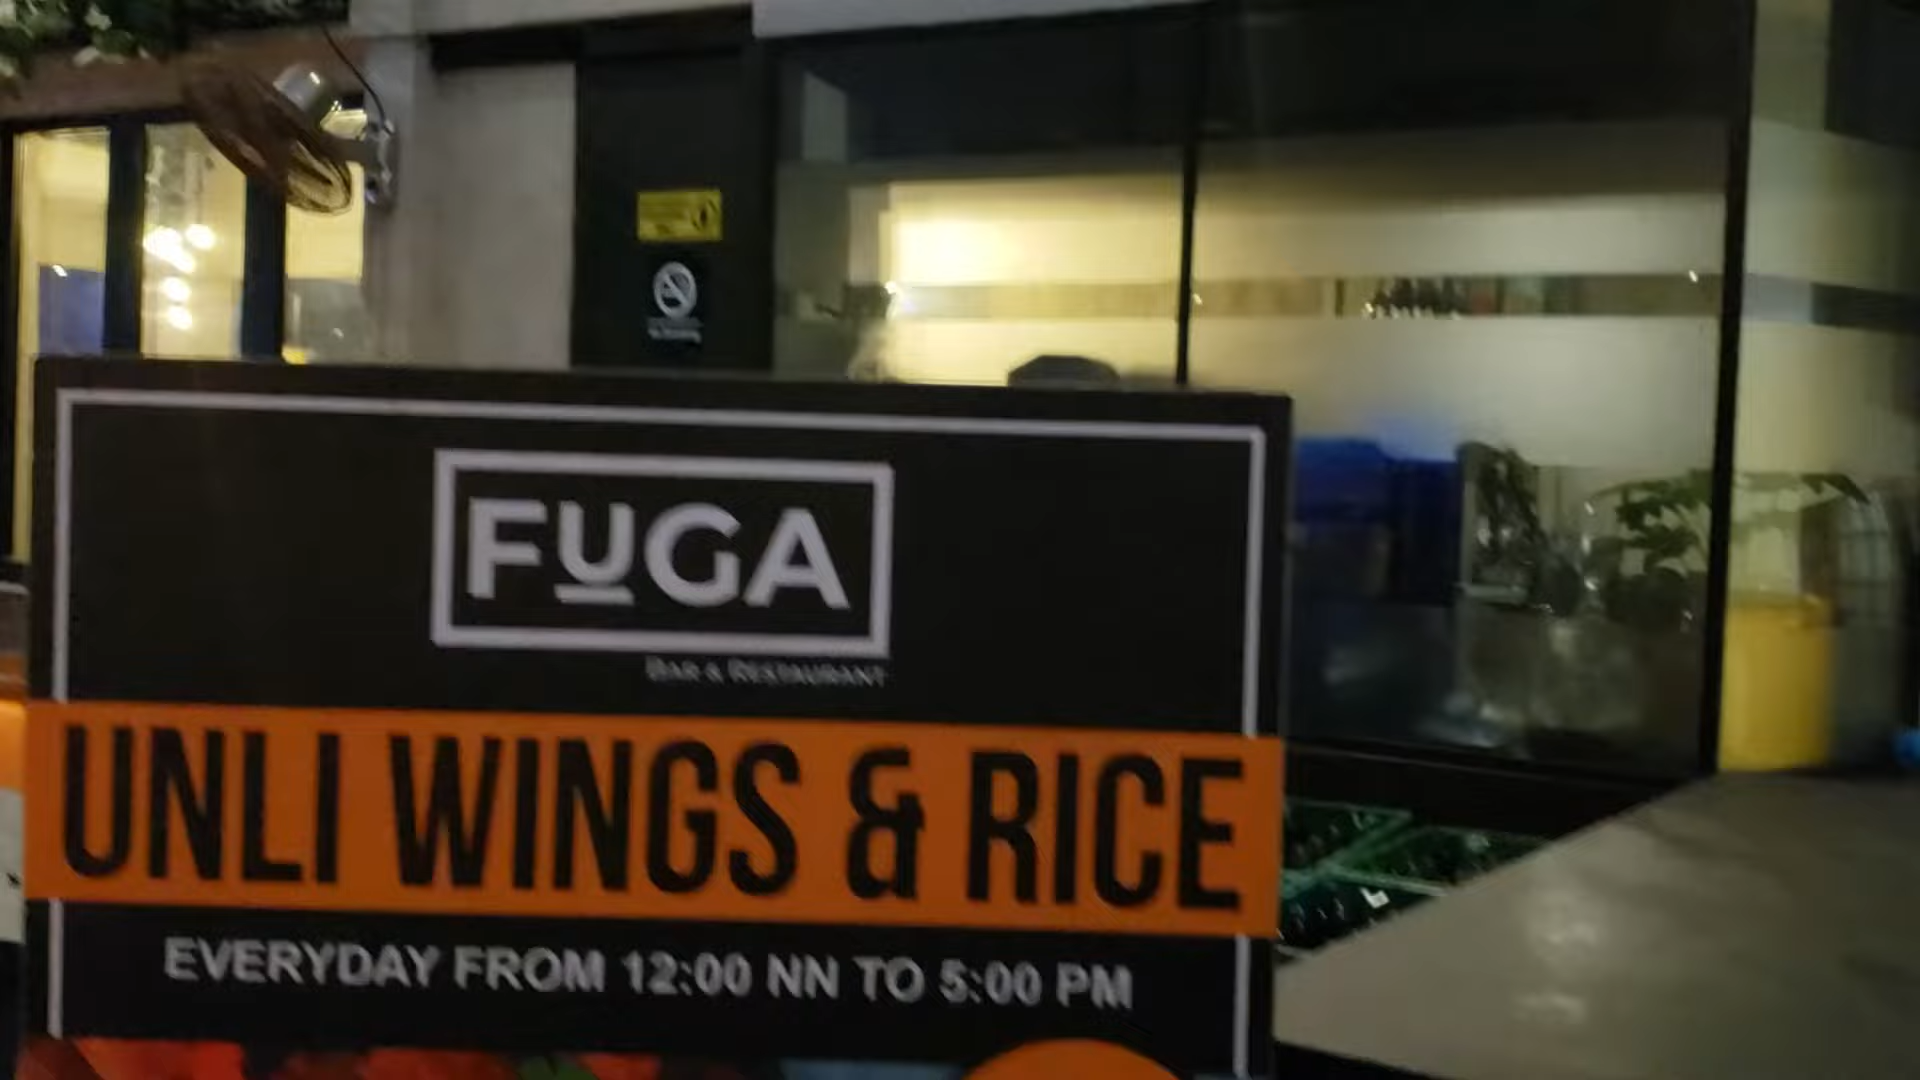 FUGA
BAR & RESTAURANT
UNLI WINGS & RICE
EVERYDAY FROM 12:00 NN TO 5:00 PM